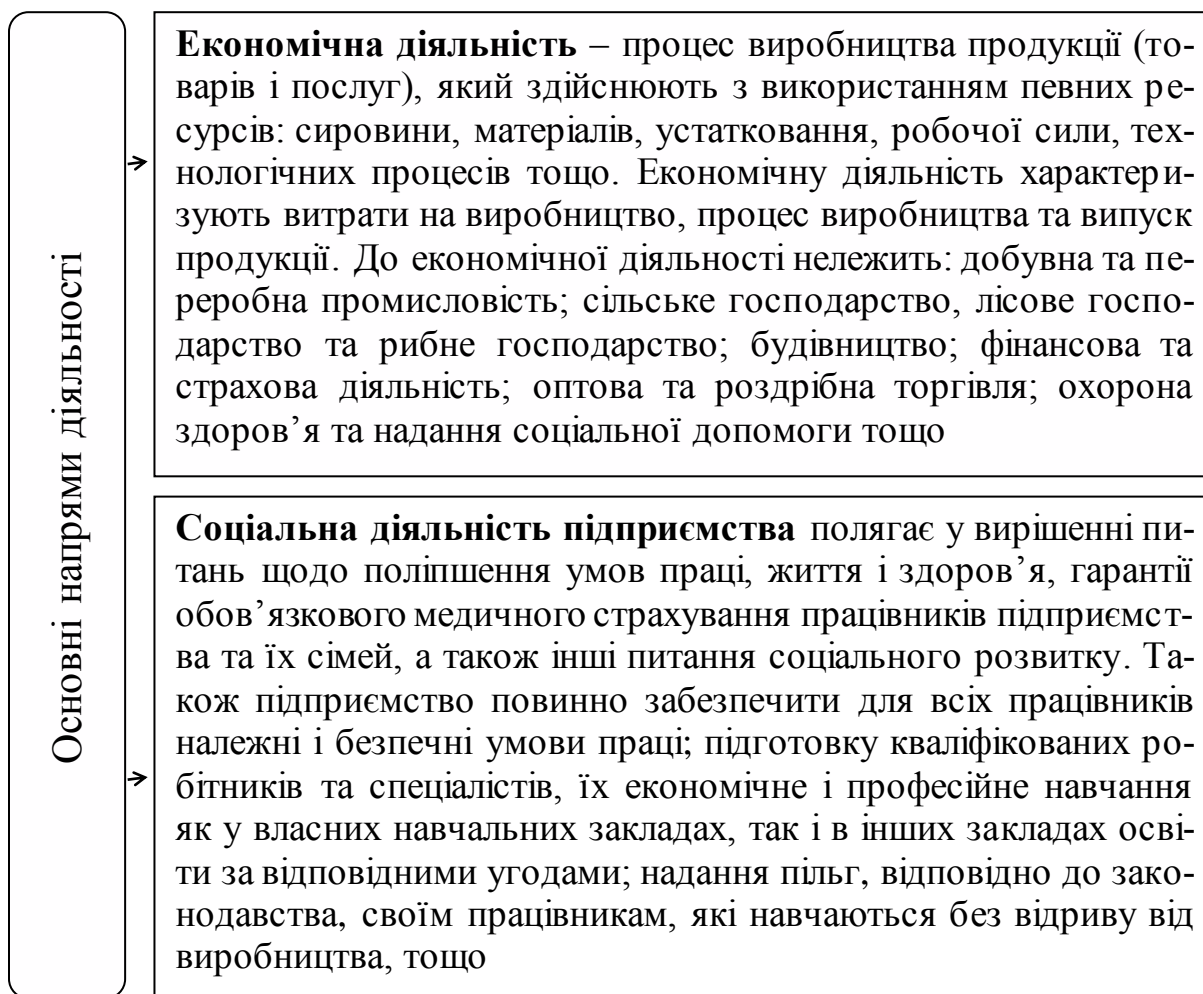 Основні напрями діяльності
Економічна діяльність – процес виробництва продукції (то-
варів і послуг), який здійснюють з використанням певних ре-
сурсів: сировини, матеріалів, устатковання, робочої сили, тех-
нологічних процесів тощо. Економічну діяльність характери-
зують витрати на виробництво, процес виробництва та випуск
продукції. До економічної діяльності нележить: добувна та пе-
реробна промисловість; сільське господарство, лісове госпо-
дарство та рибне господарство; будівництво; фінансова та
страхова діяльність; оптова та роздрібна торгівля; охорона
здоров’я та надання соціальної допомоги тощо
Соціальна діяльність підприємства полягає у вирішенні пи-
тань щодо поліпшення умов праці, життя і здоров’я, гарантії
обов’язкового медичного страхування працівників підприємст-
ва та їх сімей, а також інші питання соціального розвитку. Та-
кож підприємство повинно забезпечити для всіх працівників
належні і безпечні умови праці; підготовку кваліфікованих ро-
бітників та спеціалістів, їх економічне і професійне навчання
як у власних навчальних закладах, так і в інших закладах осві-
ти за відповідними угодами; надання пільг, відповідно до зако-
нодавства, своїм працівникам, які навчаються без відриву від
виробництва, тощо